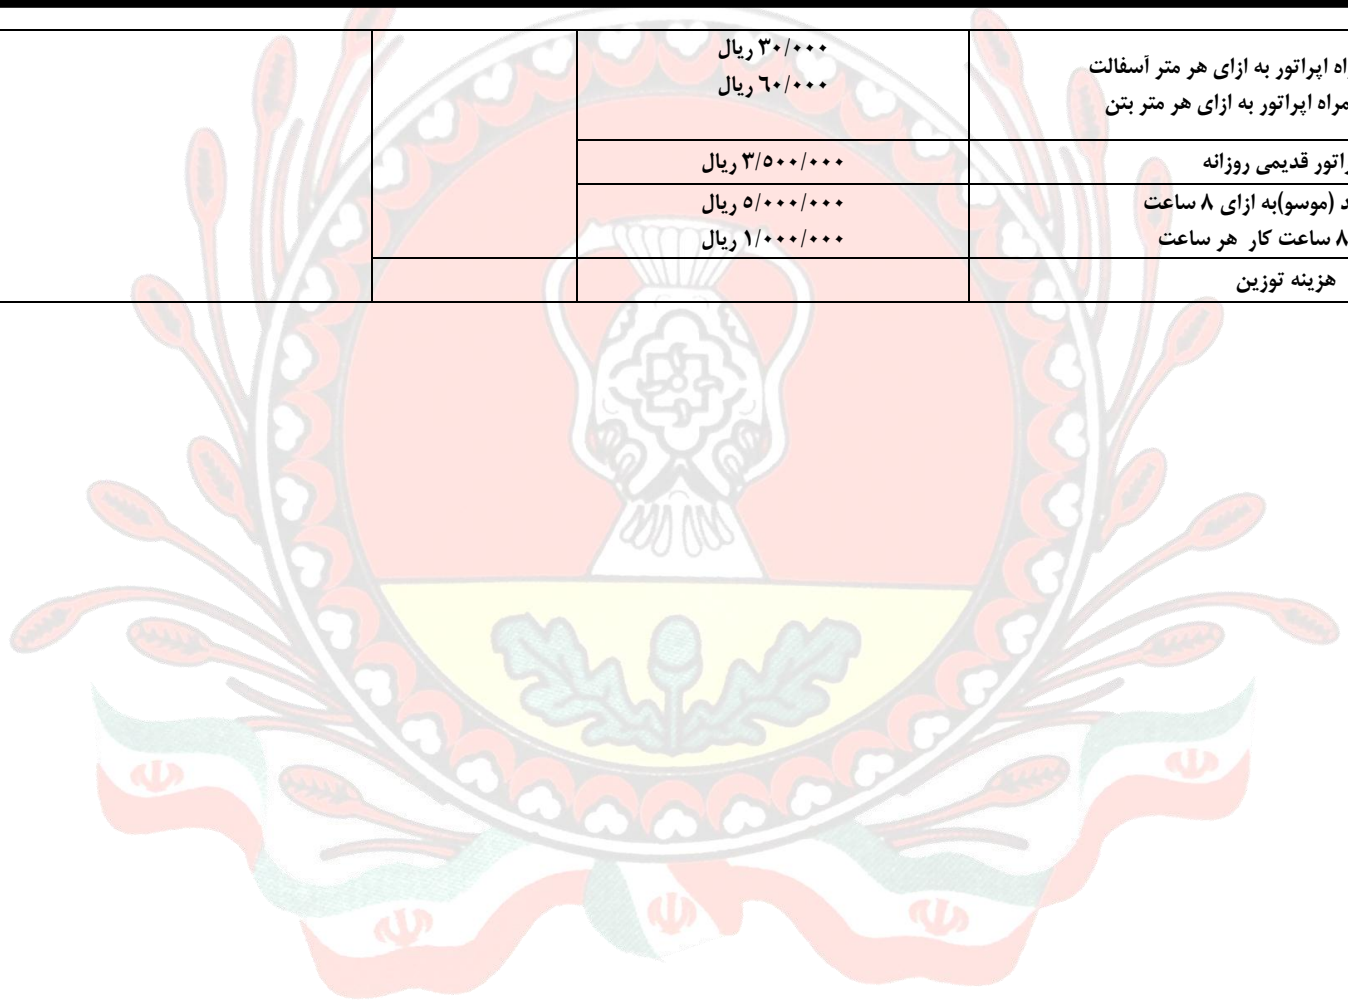 اه اپراتور به ازای هر متر آسفالت
مراه اپراتور به ازای هر متر بتن
۳۰/۰۰۰ ریال
۶۰/۰۰۰ ریال
راتور قدیمی روزانه
۳/۵۰۰/۰۰۰ ریال
د (موسو)به ازای ۸ ساعت
۸ ساعت کار هر ساعت
۵/۰۰۰/۰۰۰ ریال
۱/۰۰۰/۰۰۰ ریال
هزینه توزین